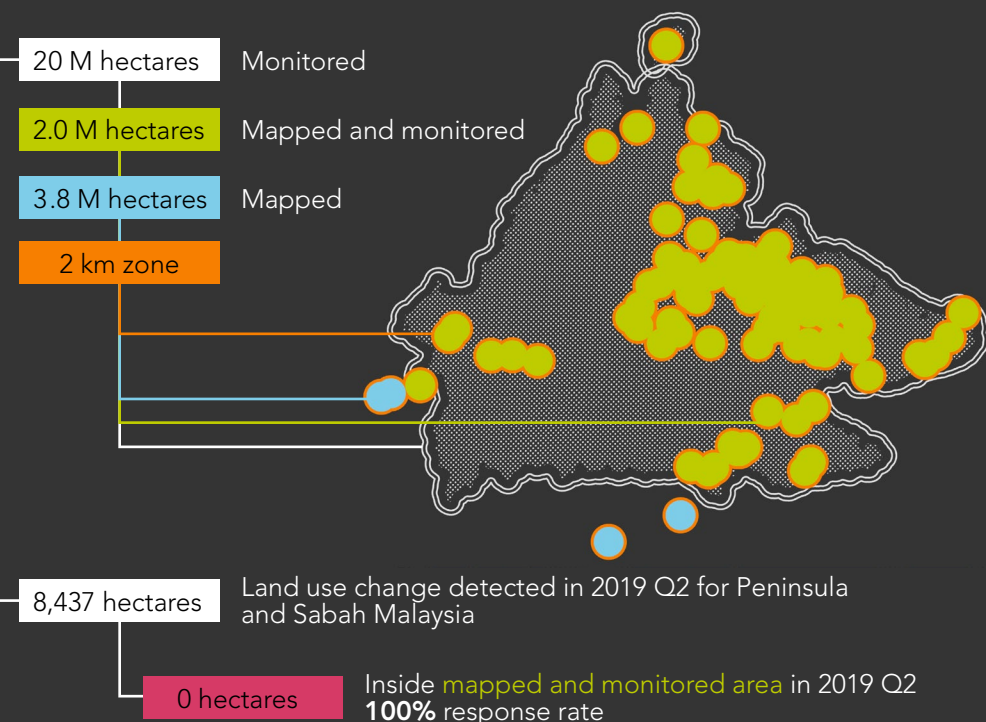 20 M hectares Monitored
2.0 M hectares Mapped and monitored
3.8 M hectares Mapped
2 km zone
8,437 hectares Land use change detected in 2019 Q2 for Peninsula
and Sabah Malaysia
0 hectares Inside mapped and monitored area in 2019 Q2
100% response rate